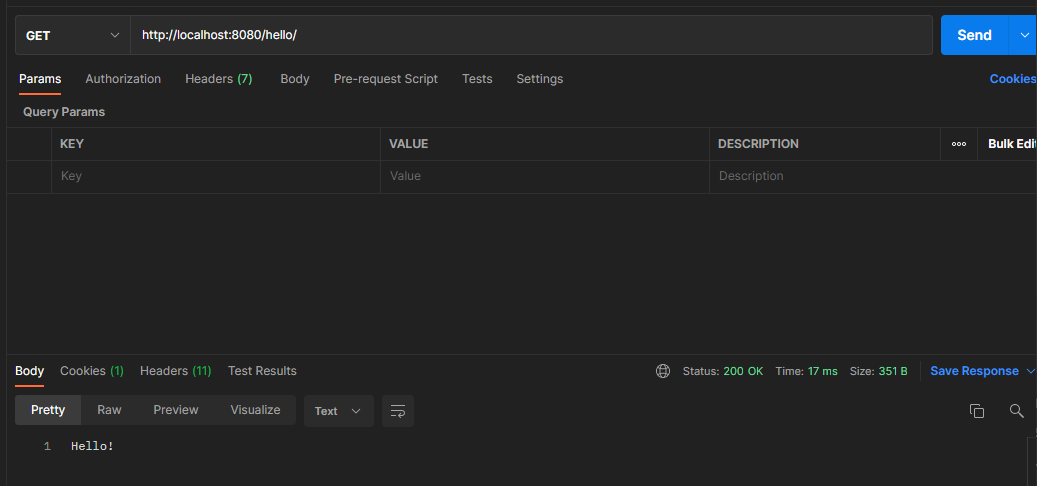 GET http://localhost:8080/hello/ Send
Params Authorization Headers (7) Body Pre-request Script Tests Settings Cookies
Query Params
KEY VALUE DESCRIPTION ooo Bulk Edit
Key Value Description
Body Cookies (1) Headers (11) Test Results Status: 200 OK Time: 17 ms Size: 351 B Save Response
Pretty Raw Preview Visualize Text
1 Hello!